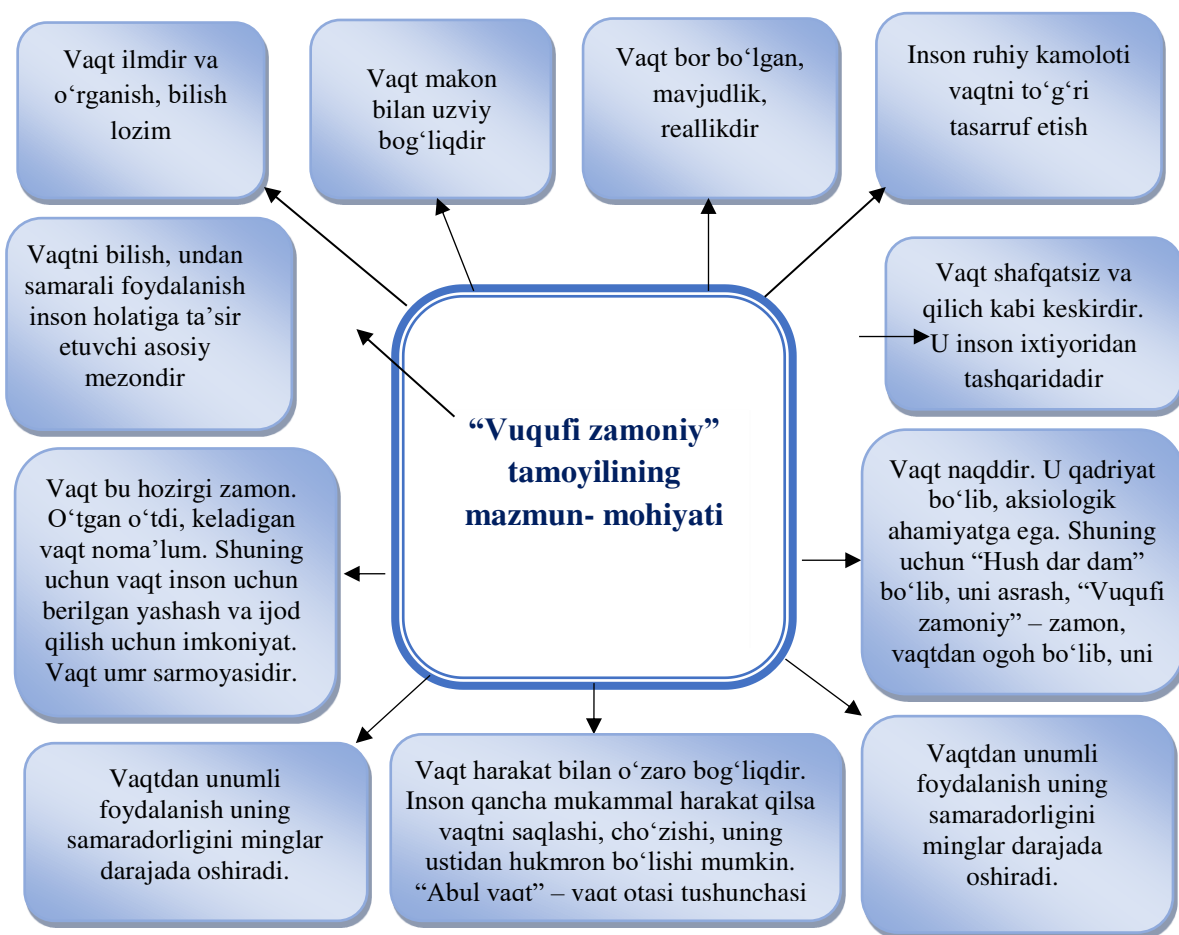 Vaqt ilmdir va
o‘rganish, bilish
lozim
Vaqt makon
bilan uzviy
bog‘liqdir
Vaqt bor bo‘lgan,
mavjudlik,
reallikdir
Inson ruhiy kamoloti
vaqtni to‘g‘ri
tasarruf etish
Vaqtni bilish, undan
samarali foydalanish
inson holatiga ta’sir
etuvchi asosiy
mezondir
Vaqt shafqatsiz va
qilich kabi keskirdir.
U inson ixtiyoridan
tashqaridadir
“Vuqufi zamoniy”
tamoyilining
mazmun- mohiyati
Vaqt bu hozirgi zamon.
O‘tgan o‘tdi, keladigan
vaqt noma’lum. Shuning
uchun vaqt inson uchun
berilgan yashash va ijod
qilish uchun imkoniyat.
Vaqt umr sarmoyasidir.
Vaqt naqddir. U qadriyat
bo‘lib, aksiologik
ahamiyatga ega. Shuning
uchun “Hush dar dam”
bo‘lib, uni asrash, “Vuqufi
zamoniy” – zamon,
vaqtdan ogoh bo‘lib, uni
Vaqtdan unumli
foydalanish uning
samaradorligini minglar
darajada oshiradi.
Vaqt harakat bilan o‘zaro bog‘liqdir.
Inson qancha mukammal harakat qilsa
vaqtni saqlashi, cho‘zishi, uning
ustidan hukmron bo‘lishi mumkin.
“Abul vaqt” – vaqt otasi tushunchasi
Vaqtdan unumli
foydalanish uning
samaradorligini
minglar darajada
oshiradi.